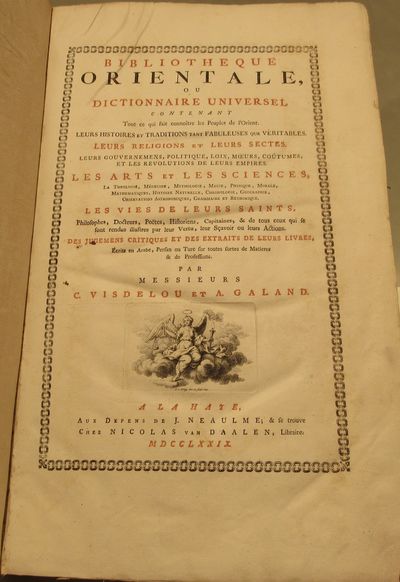 BIBLIOTHEQUE
ORIENTALE,
OU
DICTIONNAIRE UNIVERSEL
CONTENANT
Tout ce qui fait connoître les Peuples de l'Orient.
LEURS HISTOIRES ET TRADITIONS TANT FABULEUSES QUE VERITABLES.
LEURS RELIGIONS ET LEURS SECTES.
LEURS GOUVERNEMENS, POLITIQUE, LOIX, MŒURS, COÛTUMES,
ET LES RÉVOLUTIONS DE LEURS EMPIRES.
LES ARTS ET LES SCIENCES,
LA THEOLOGIE, MÉDECINE, MYTHOLOGIE, MAGIE, PHYSIQUE, MORALE,
MATHEMATIQUES, HISTOIRE NATURELLE, CHRONOLOGIE, GEOGRAPHIE,
OBSERVATIONS ASTRONOMIQUES, GRAMMAIRE ET RÉTHORIQUE.
LES VIES DE LEURS SAINTS,
Philosophes, Docteurs, Poëtes, Historiens, Capitaines, & de tous ceux qui se
sont rendus illustres par leur Vertu, leur Sçavoir ou leurs Actions.
DES JUGEMENS CRITIQUES ET DES EXTRAITS DE LEURS LIVRES,
Écrits en Arabe, Persan ou Turc sur toutes sortes de Matieres
& de Professions.
PAR
MESSIEURS
C. VISDELOU ET A. GALAND.
A LA HAYE,
AUX DEPENS DE J. NEAULME; & se trouve
CHEZ NICOLAS VAN DAALEN, Libraire.
MDCCLXXIX.